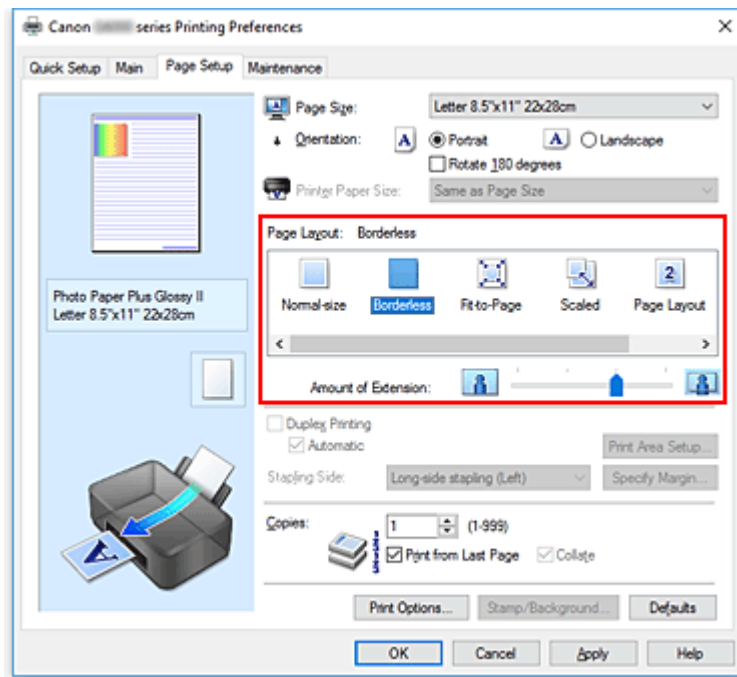 Canon series Printing Preferences
Quick Setup Main Page Setup Maintenance
Page Size: Letter 8.5"x11" 22x28cm
Orientation: A Portrait A Landscape
Rotate 180 degrees
Printer Paper Size: Same as Page Size
Page Layout: Borderless
2
Normal-size Borderless Fit-to-Page Scaled Page Layout
Photo Paper Plus Glossy II
Letter 8.5"x11" 22x28cm
Amount of Extension:
Duplex Printing
Automatic
Print Area Setup...
Stapling Side: Long-side stapling (Left) Specify Margin...
Copies: 1 (1-999)
Print from Last Page Collate
A
Print Options... Stamp/Background... Defaults
OK Cancel Apply Help